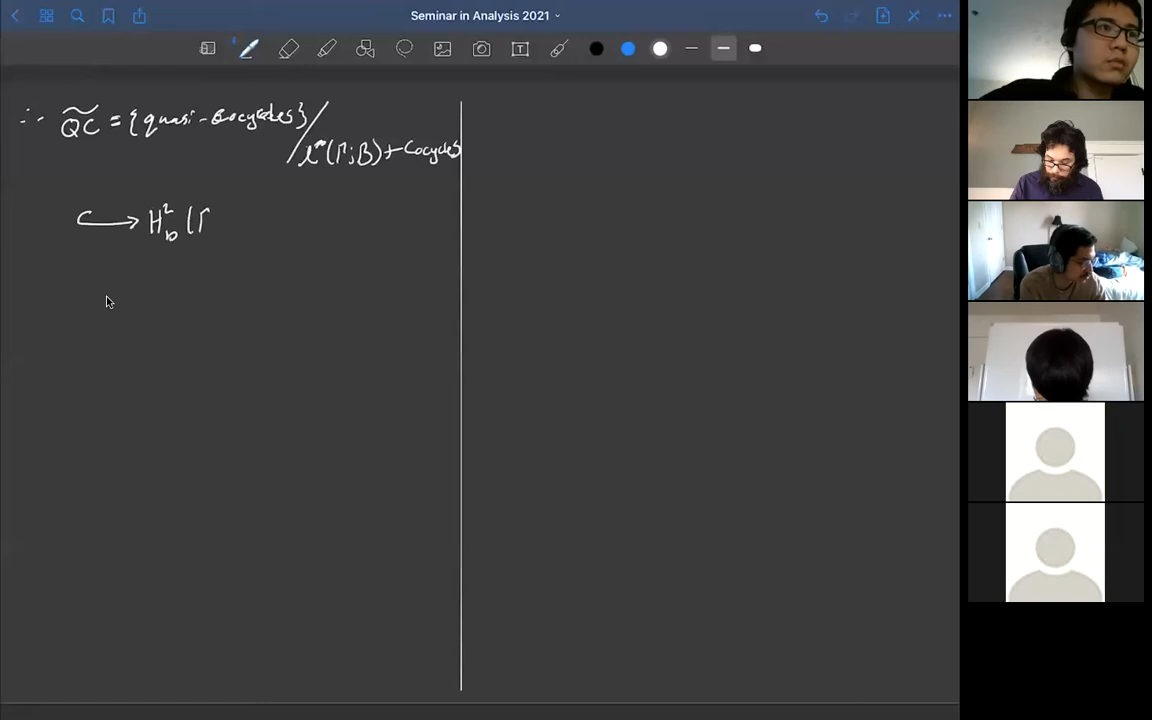 Seminar in Analysis 2021
∴ Q̃C = {quasi-cocycles} / ℓ^∞(Γ; B) + Cocycles
↪ H²_b (Γ